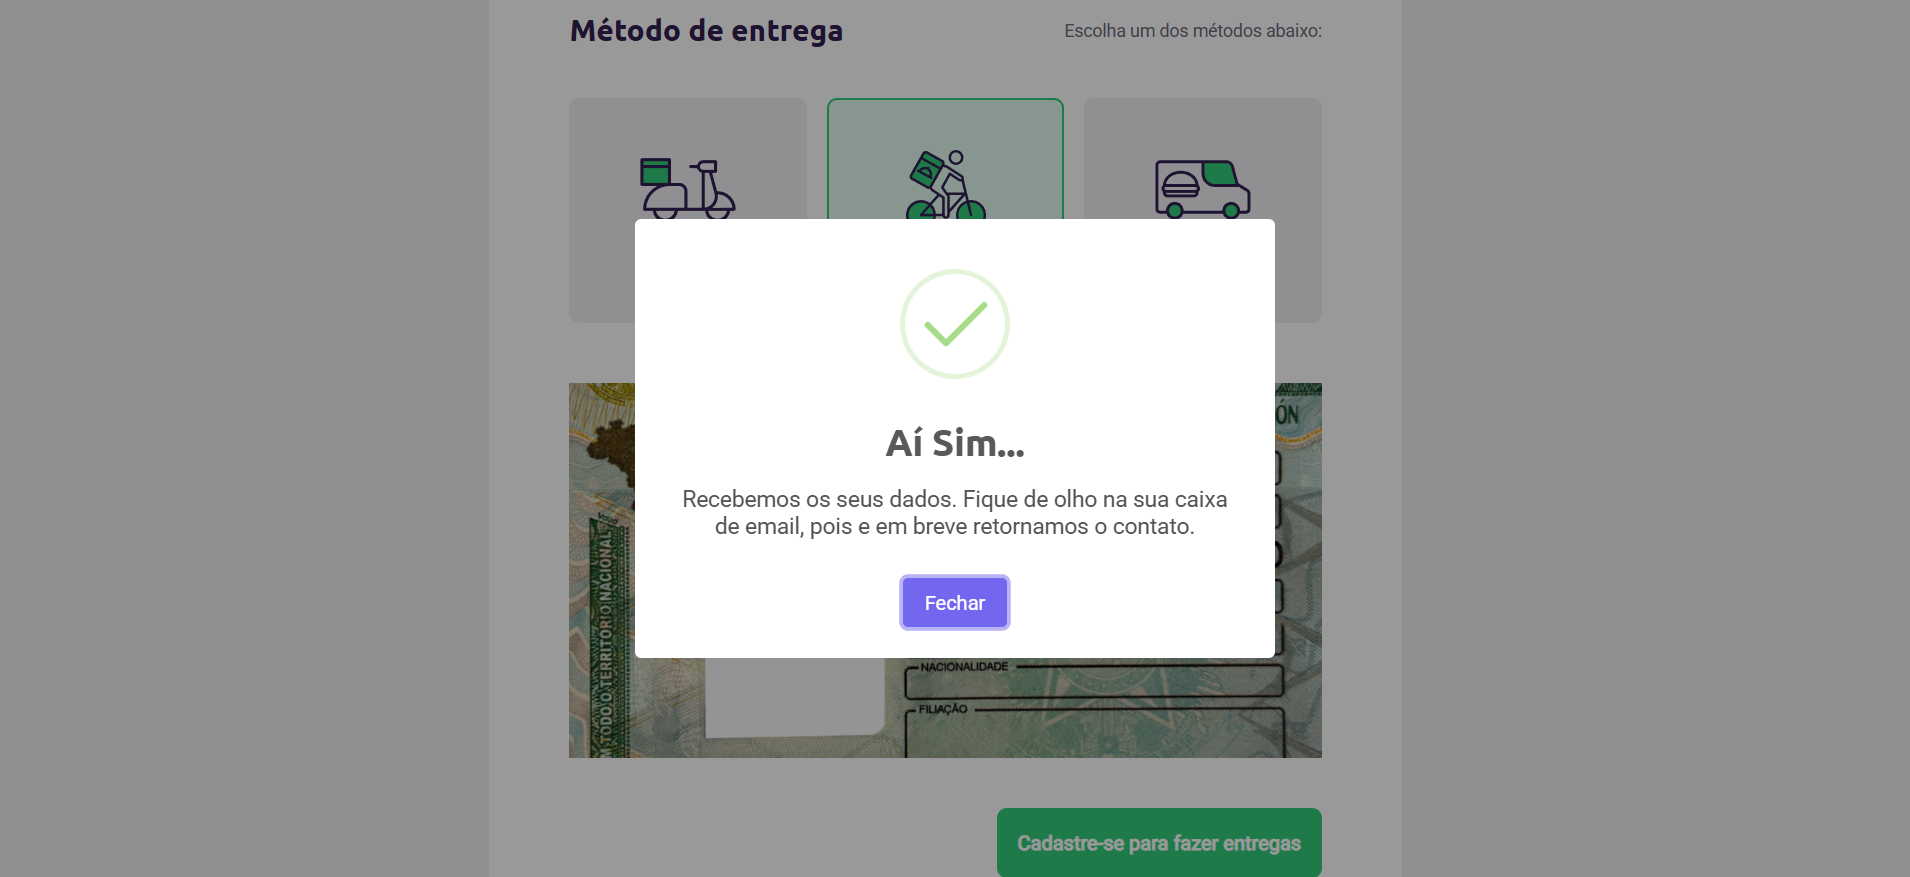 Método de entrega
Escolha um dos métodos abaixo:
ÓN
Aí Sim...
Recebemos os seus dados. Fique de olho na sua caixa
de email, pois e em breve retornamos o contato.
Fechar
TODO O TERRITORIO NACIONAL
NACIONALIDADE
FILIAÇÃO
Cadastre-se para fazer entregas